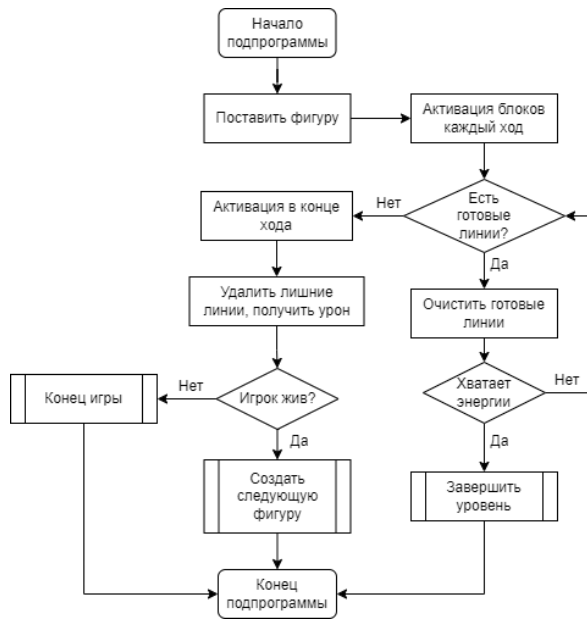 Начало
подпрограммы
Поставить фигуру
Активация блоков
каждый ход
Есть
готовые
линии?
Нет
Да
Активация в конце
хода
Удалить лишние
линии, получить урон
Очистить готовые
линии
Хватает
энергии
Нет
Да
Игрок жив?
Нет
Да
Конец игры
Создать
следующую
фигуру
Завершить
уровень
Конец
подпрограммы